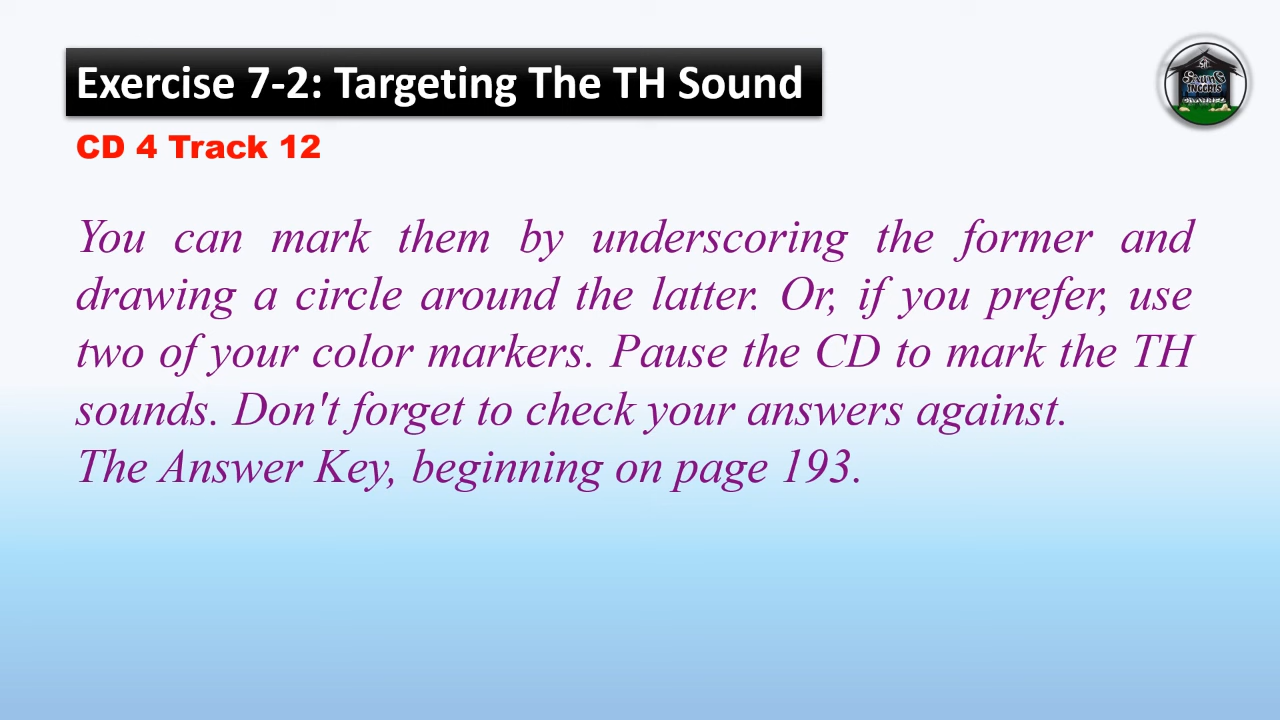 Exercise 7-2: Targeting The TH Sound
CD 4 Track 12
You can mark them by underscoring the former and
drawing a circle around the latter. Or, if you prefer, use
two of your color markers. Pause the CD to mark the TH
sounds. Don't forget to check your answers against.
The Answer Key, beginning on page 193.